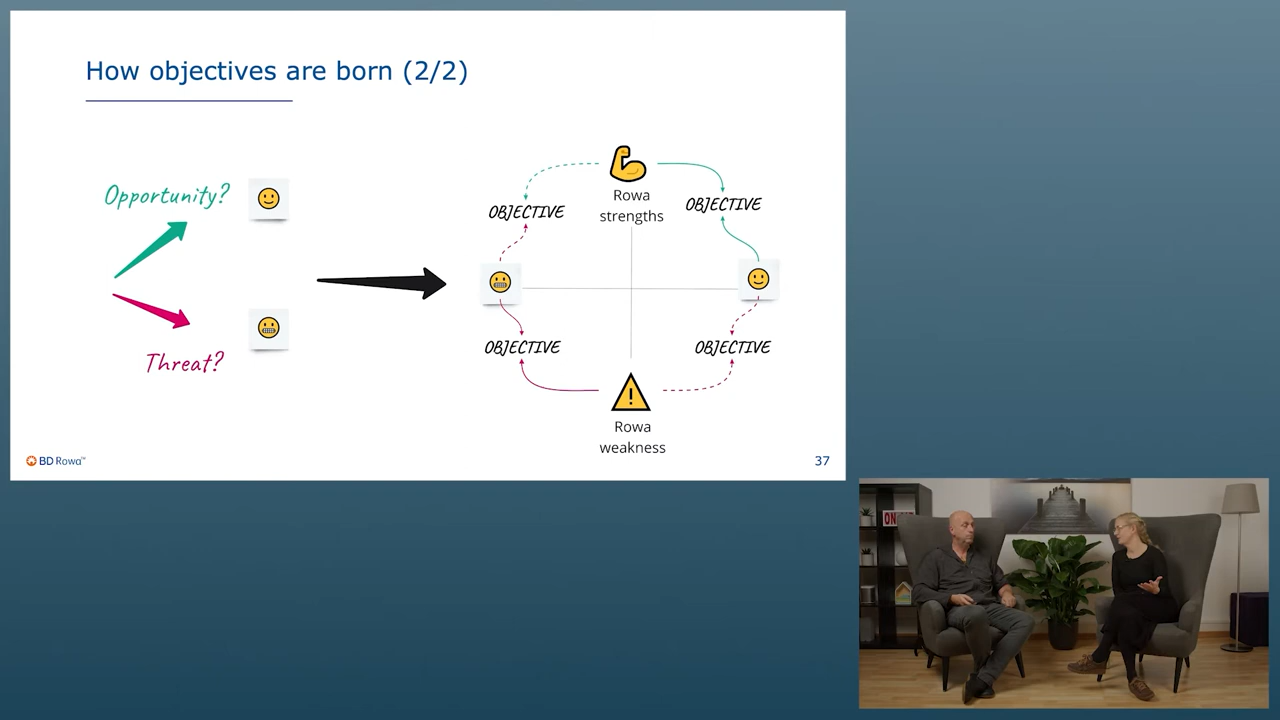 How objectives are born (2/2)
Opportunity?
Threat?
Rowa
strengths
OBJECTIVE
OBJECTIVE
OBJECTIVE
OBJECTIVE
Rowa
weakness
BD Rowa™
37
ON